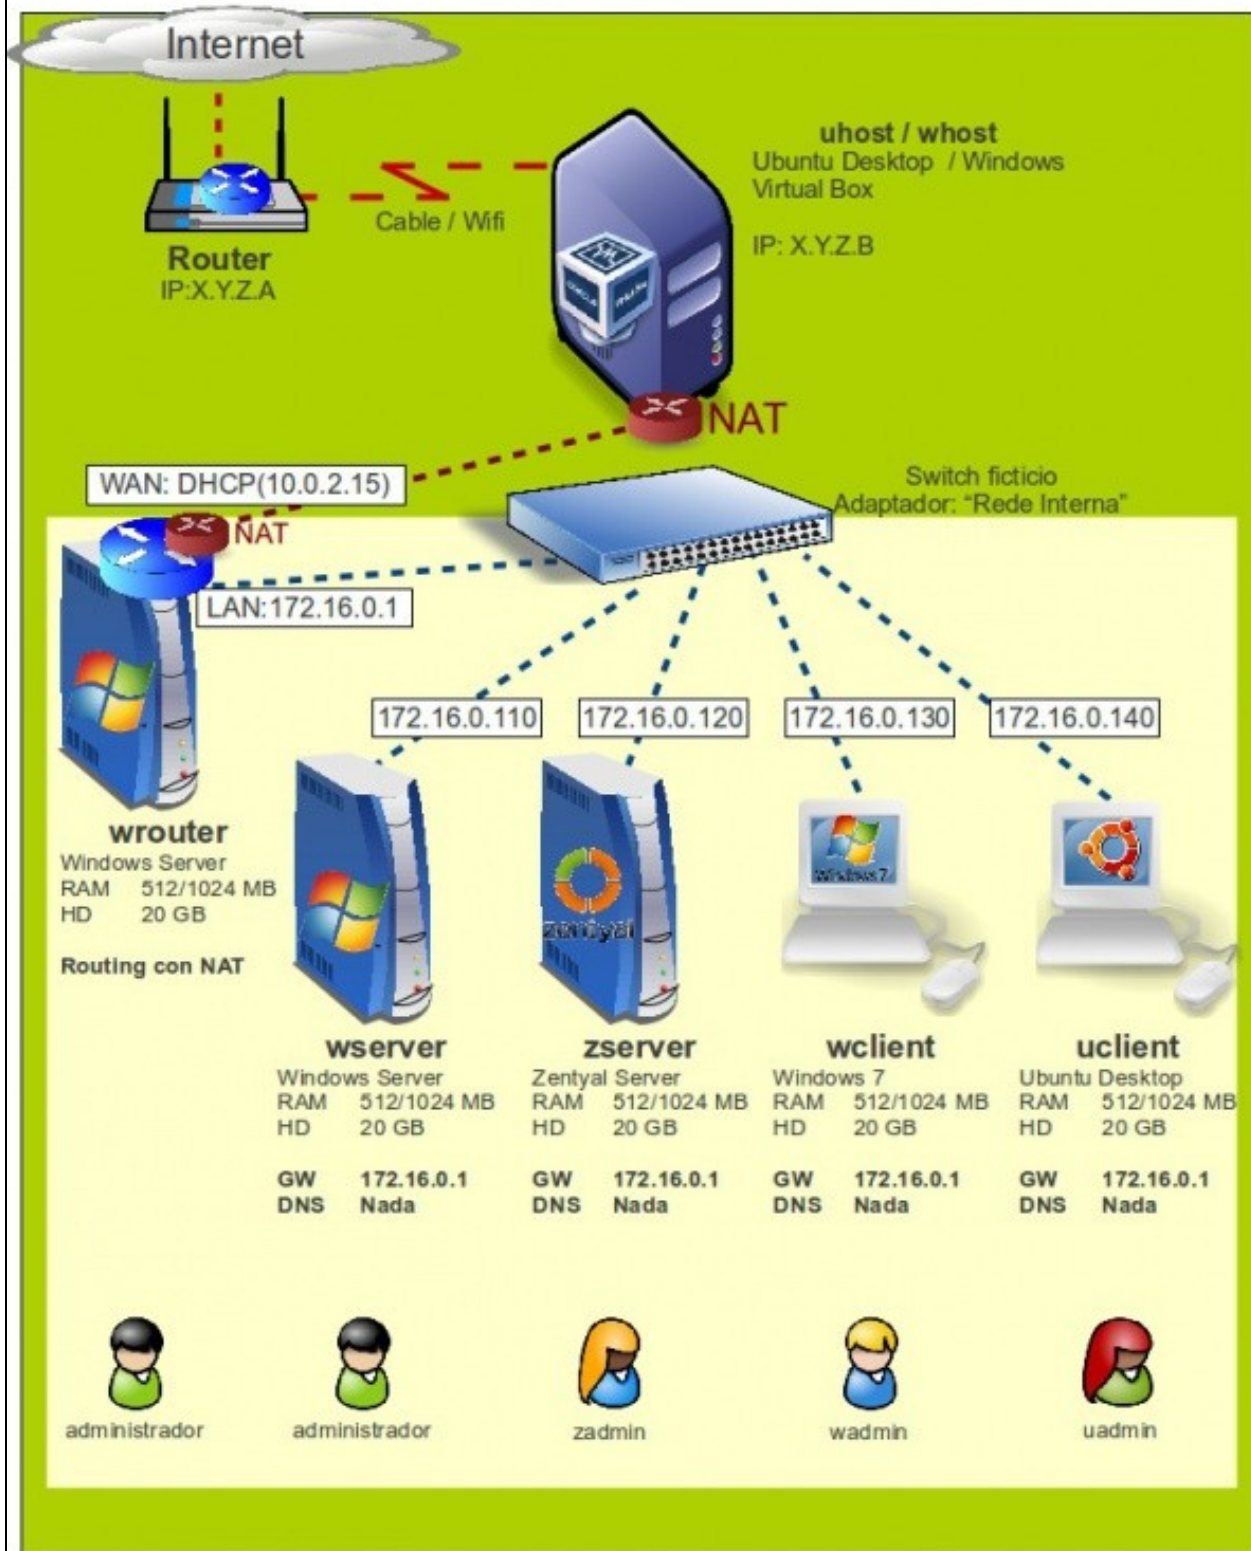 Internet
Router
IP:X.Y.Z.A
Cable / Wifi
uhost / whost
Ubuntu Desktop / Windows
Virtual Box
IP: X.Y.Z.B
NAT
WAN: DHCP(10.0.2.15)
Switch ficticio
Adaptador: “Rede Interna”
NAT
LAN:172.16.0.1
172.16.0.110
172.16.0.120
172.16.0.130
172.16.0.140
wrouter
Windows Server
RAM 512/1024 MB
HD 20 GB
Routing con NAT
zentyal
Windows 7
wserver
Windows Server
RAM 512/1024 MB
HD 20 GB
GW 172.16.0.1
DNS Nada
zserver
Zentyal Server
RAM 512/1024 MB
HD 20 GB
GW 172.16.0.1
DNS Nada
wclient
Windows 7
RAM 512/1024 MB
HD 20 GB
GW 172.16.0.1
DNS Nada
uclient
Ubuntu Desktop
RAM 512/1024 MB
HD 20 GB
GW 172.16.0.1
DNS Nada
administrador
administrador
zadmin
wadmin
uadmin